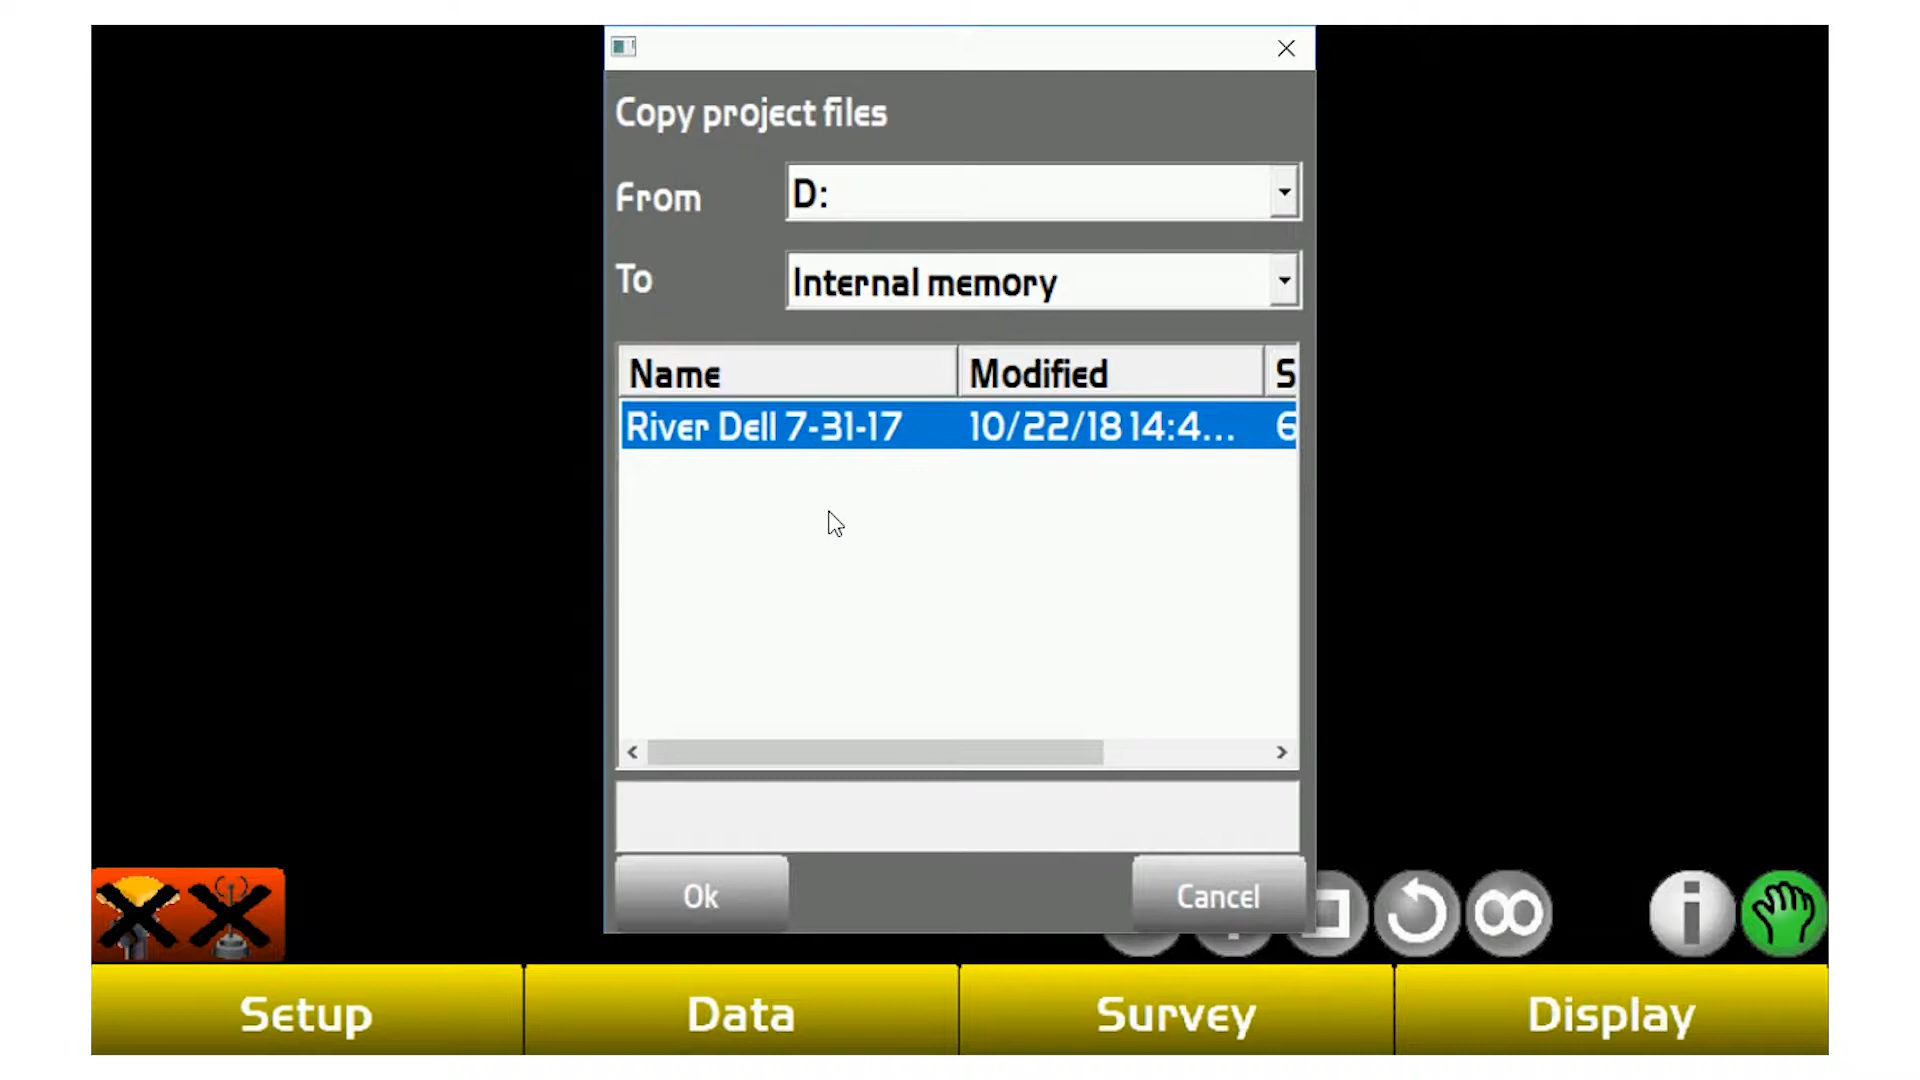 Copy project files
From D:
To Internal memory
Name Modified S
River Dell 7-31-17 10/22/18 14:4... 6
Ok Cancel
Setup Data Survey Display